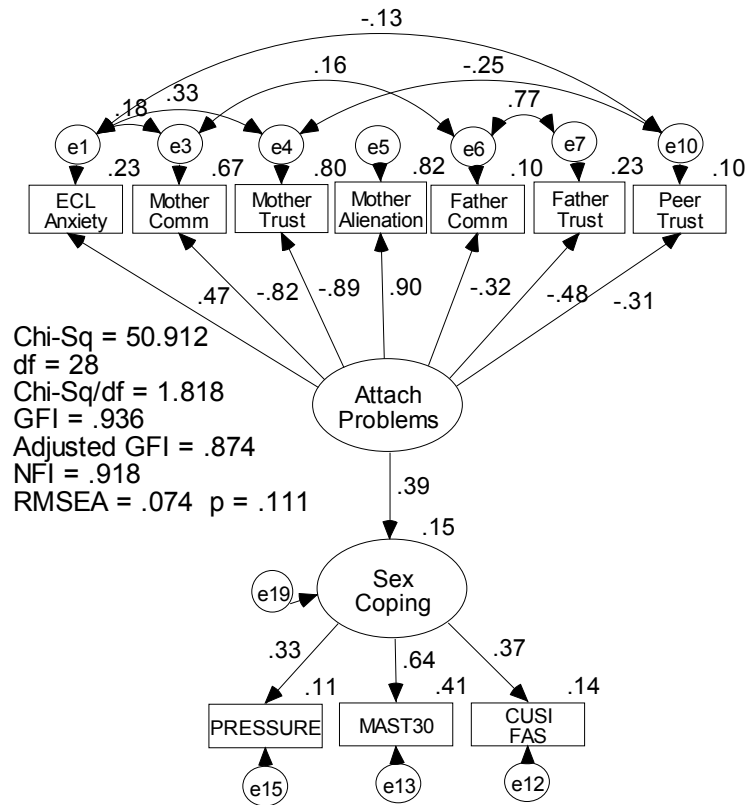 -.13
.16
-.25
.33
.18
.77
e1
e3
e4
e5
e6
e7
e10
.23
.67
.80
.82
.10
.23
.10
ECL
Anxiety
Mother
Comm
Mother
Trust
Mother
Alienation
Father
Comm
Father
Trust
Peer
Trust
.47
-.82
-.89
.90
-.32
-.48
-.31
Chi-Sq = 50.912
df = 28
Chi-Sq/df = 1.818
GFI = .936
Adjusted GFI = .874
NFI = .918
RMSEA = .074 p = .111
Attach
Problems
.39
.15
Sex
Coping
e19
.33
.64
.37
.11
.41
.14
PRESSURE
MAST30
CUSI
FAS
e15
e13
e12